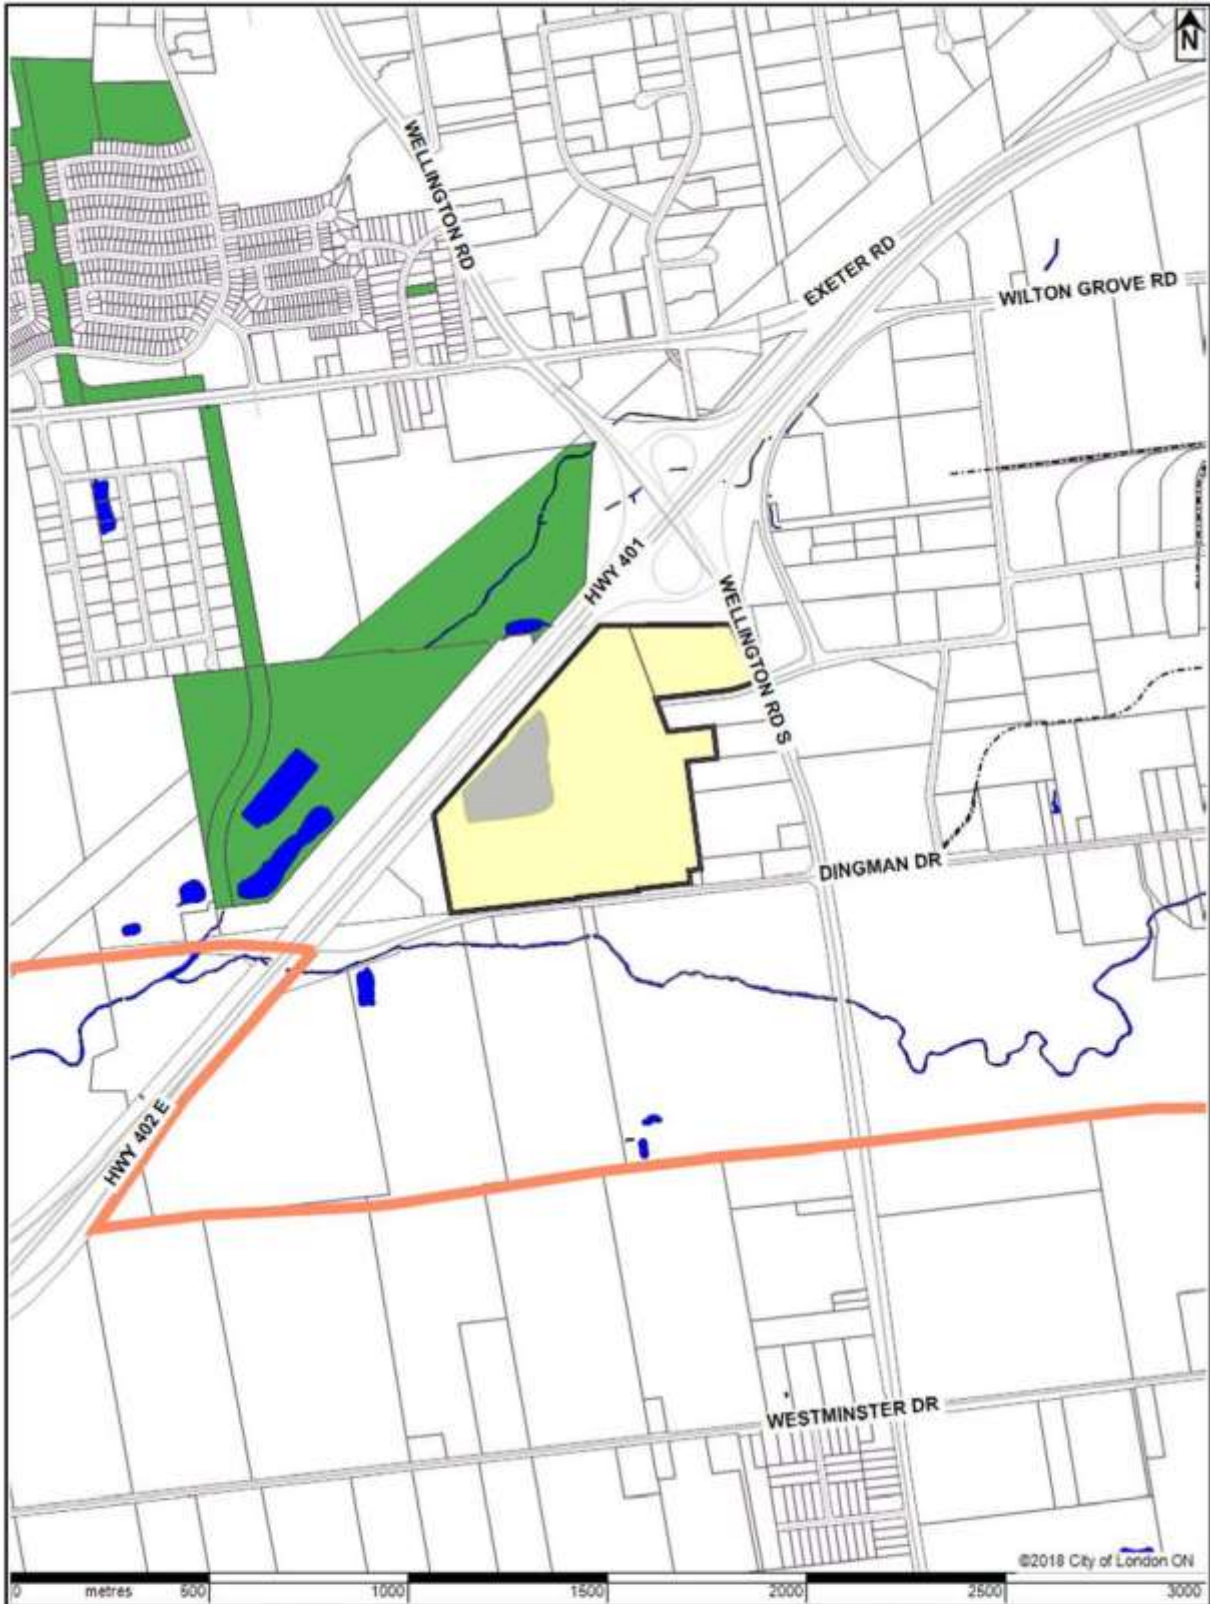 N
WELLINGTON RD
EXETER RD
WILTON GROVE RD
HWY 401
WELLINGTON RD S
DINGMAN DR
HWY 402 E
WESTMINSTER DR
©2018 City of London ON
0 metres 500 1000 1500 2000 2500 3000